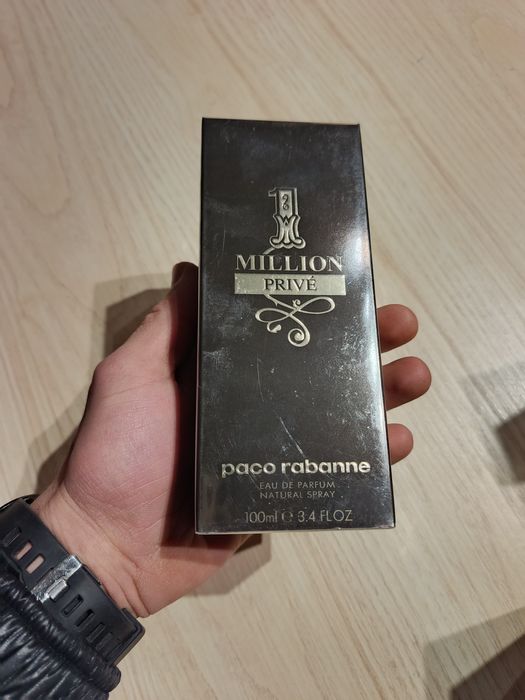 1
MILLION
PRIVÉ
paco rabanne
EAU DE PARFUM
NATURAL SPRAY
100ml ℮ 3.4 FL.OZ